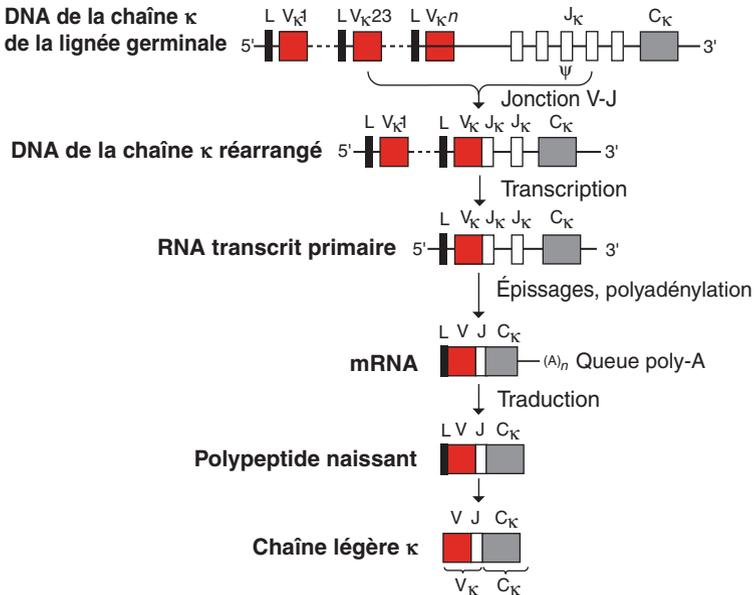 DNA de la chaîne κ
de la lignée germinale
L Vκ1 L Vκ23 L Vκn Jκ Cκ
5' 3'
ψ
Jonction V-J
L Vκ1 L Vκ Jκ Jκ Cκ
DNA de la chaîne κ réarrangé 5' 3'
Transcription
L Vκ Jκ Jκ Cκ
RNA transcrit primaire 5' 3'
Épissages, polyadénylation
L V J Cκ
mRNA (A)n Queue poly-A
Traduction
L V J Cκ
Polypeptide naissant
V J Cκ
Chaîne légère κ
Vκ Cκ